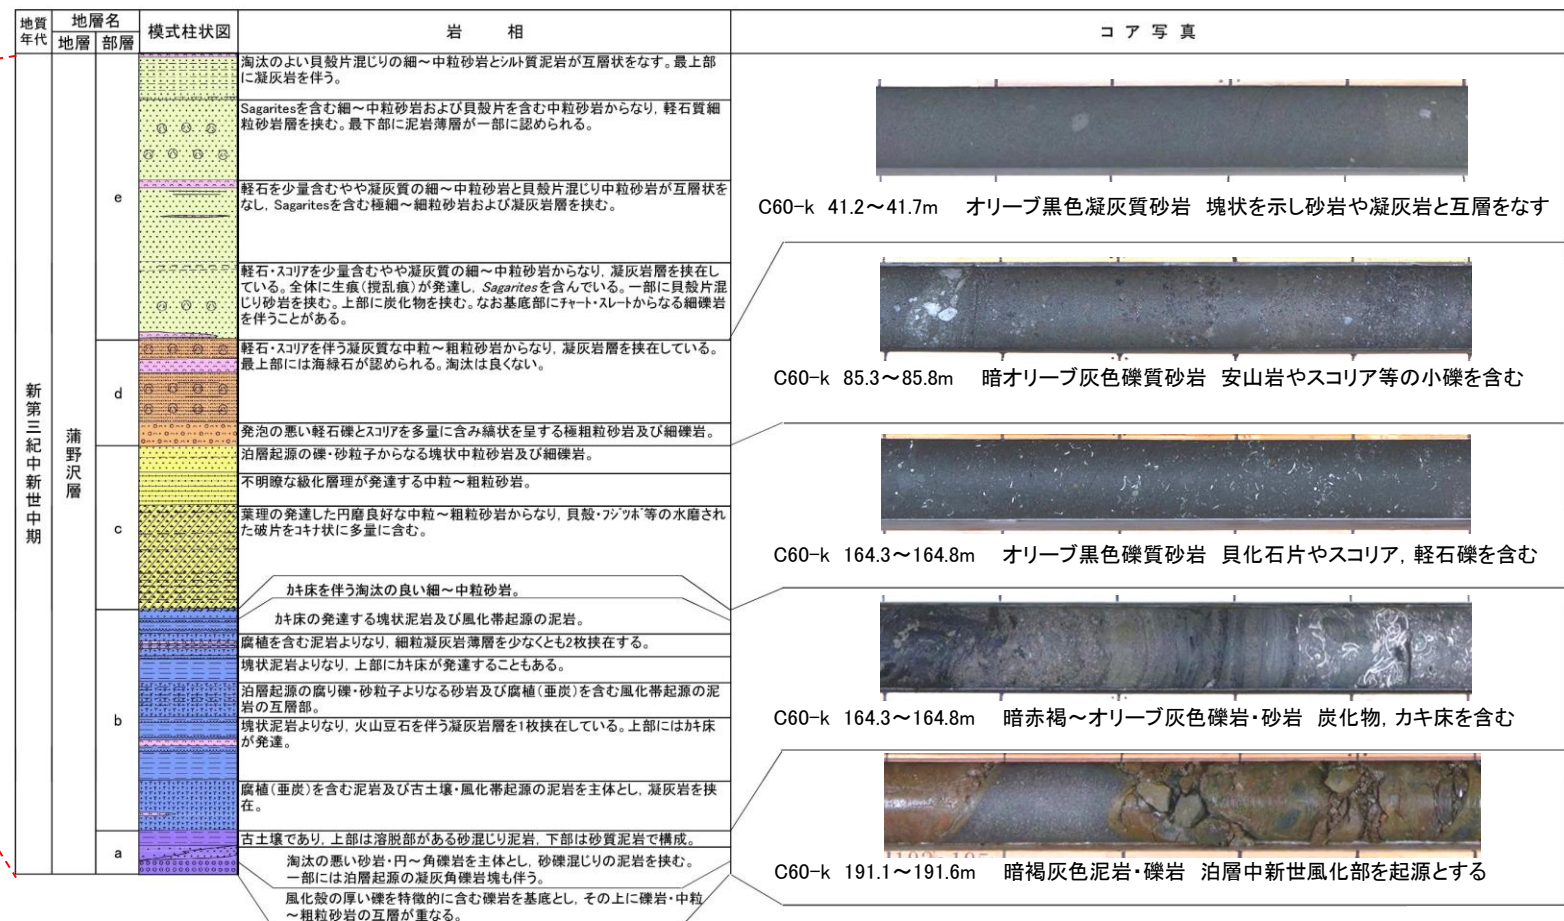 地質
年代
地層名
地層
部層
模式柱状図
岩　　相
コ ア 写 真
新第三紀中新世中期
蒲野沢層
e
淘汰のよい貝殻片混じりの細～中粒砂岩とシルト質泥岩が互層状をなす。最上部
に凝灰岩を伴う。
Sagaritesを含む細～中粒砂岩および貝殻片を含む中粒砂岩からなり, 軽石質細
粒砂岩層を挟む。最下部に泥岩薄層が一部に認められる。
軽石を少量含むやや凝灰質の細～中粒砂岩と貝殻片混じり中粒砂岩が互層状を
なし, Sagaritesを含む極細～細粒砂岩および凝灰岩層を挟む。
軽石･スコリアを少量含むやや凝灰質の細～中粒砂岩からなり, 凝灰岩層を挟在し
ている。全体に生痕(撹乱痕)が発達し, Sagaritesを含んでいる。一部に貝殻片混
じり砂岩を挟む。上部に炭化物を挟む。なお基底部にチャート･スレートからなる細礫岩
を伴うことがある。
d
軽石･スコリアを伴う凝灰質な中粒～粗粒砂岩からなり, 凝灰岩層を挟在している。
最上部には海緑石が認められる。淘汰は良くない。
発泡の悪い軽石礫とスコリアを多量に含み縞状を呈する極粗粒砂岩及び細礫岩。
c
泊層起源の礫･砂粒子からなる塊状中粒砂岩及び細礫岩。
不明瞭な級化層理が発達する中粒～粗粒砂岩。
葉理の発達した円磨良好な中粒～粗粒砂岩からなり, 貝殻･フジツボ等の水磨され
た破片をコキナ状に多量に含む。
カキ床を伴う淘汰の良い細～中粒砂岩。
b
カキ床の発達する塊状泥岩及び風化帯起源の泥岩。
腐植を含む泥岩よりなり, 細粒凝灰岩薄層を少なくとも2枚挟在する。
塊状泥岩よりなり, 上部にカキ床が発達することもある。
泊層起源の腐り礫･砂粒子よりなる砂岩及び腐植(亜炭)を含む風化帯起源の泥
岩の互層部。
塊状泥岩よりなり, 火山豆石を伴う凝灰岩層を1枚挟在している。上部にはカキ床
が発達。
腐植(亜炭)を含む泥岩及び古土壌･風化帯起源の泥岩を主体とし, 凝灰岩を挟
在。
a
古土壌であり, 上部は溶脱部がある砂混じり泥岩, 下部は砂質泥岩で構成。
淘汰の悪い砂岩･円～角礫岩を主体とし, 砂礫混じりの泥岩を挟む。
一部には泊層起源の凝灰角礫岩塊も伴う。
風化殻の厚い礫を特徴的に含む礫岩を基底とし, その上に礫岩･中粒
～粗粒砂岩の互層が重なる。
C60-k 41.2～41.7m　オリーブ黒色凝灰質砂岩　塊状を示し砂岩や凝灰岩と互層をなす
C60-k 85.3～85.8m　暗オリーブ灰色礫質砂岩　安山岩やスコリア等の小礫を含む
C60-k 164.3～164.8m　オリーブ黒色礫質砂岩　貝化石片やスコリア, 軽石礫を含む
C60-k 164.3～164.8m　暗赤褐～オリーブ灰色礫岩･砂岩　炭化物, カキ床を含む
C60-k 191.1～191.6m　暗褐灰色泥岩･礫岩　泊層中新世風化部を起源とする